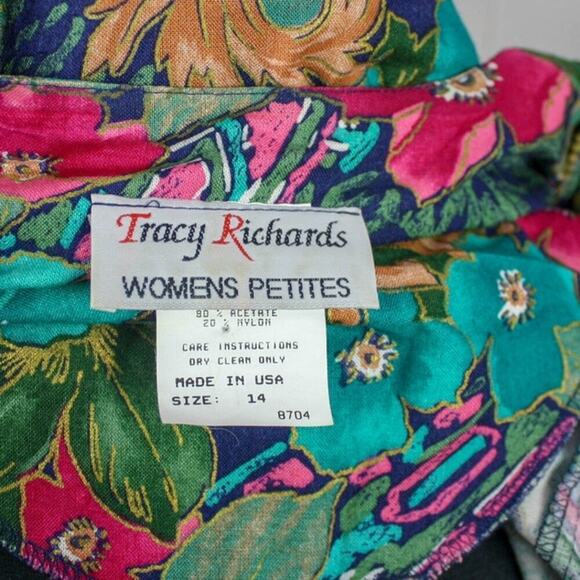 Tracy Richards
WOMENS PETITES
80 % ACETATE
20 % NYLON
CARE INSTRUCTIONS
DRY CLEAN ONLY
MADE IN USA
SIZE: 14
8704